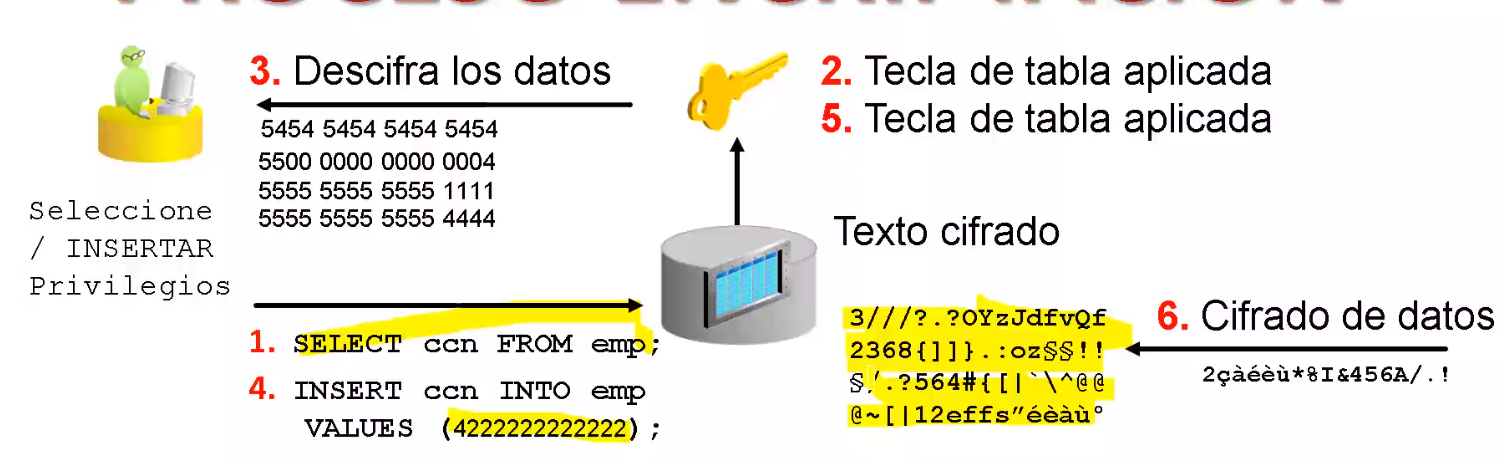 3. Descifra los datos
5454 5454 5454 5454
5500 0000 0000 0004
5555 5555 5555 1111
5555 5555 5555 4444
2. Tecla de tabla aplicada
5. Tecla de tabla aplicada
Seleccione
/ INSERTAR
Privilegios
1. SELECT ccn FROM emp;
4. INSERT ccn INTO emp
VALUES (4222222222222);
Texto cifrado
3///?.?OYzJdfvQf
2368{]]}.:oz§§!!
§/.?564#{[|`\^@@
@~[|12effs"éèàù°
6. Cifrado de datos
2çàéèù*%I&456A/.!